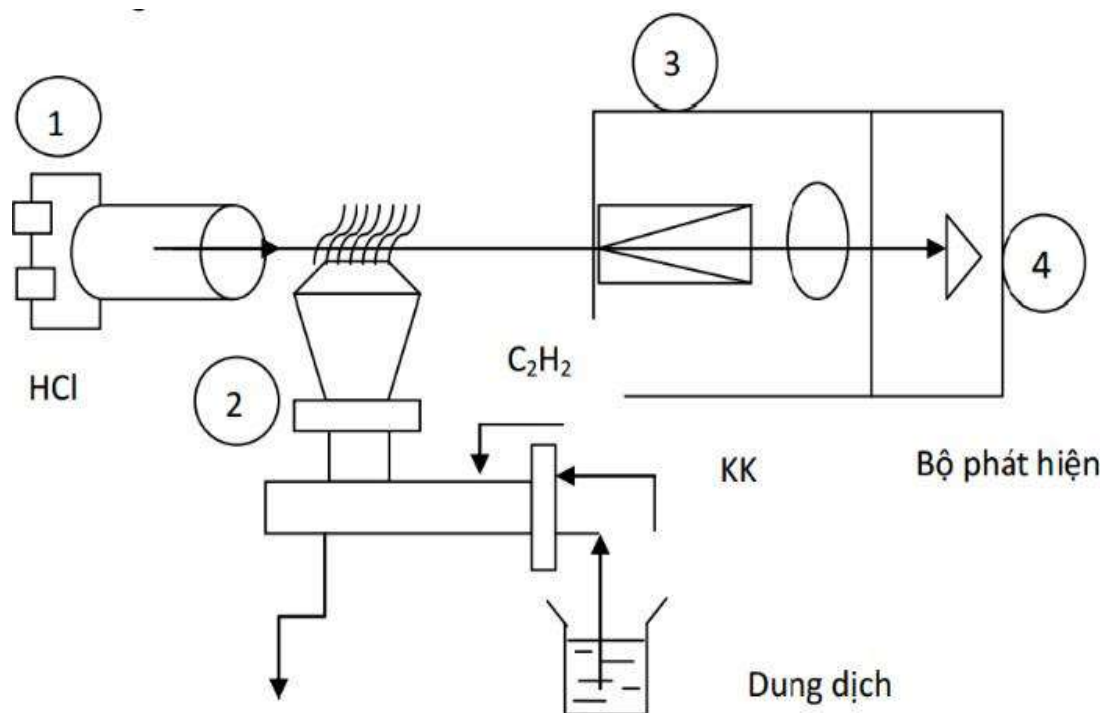 3
1
4
C₂H₂
HCl
2
KK
Bộ phát hiện
Dung dịch